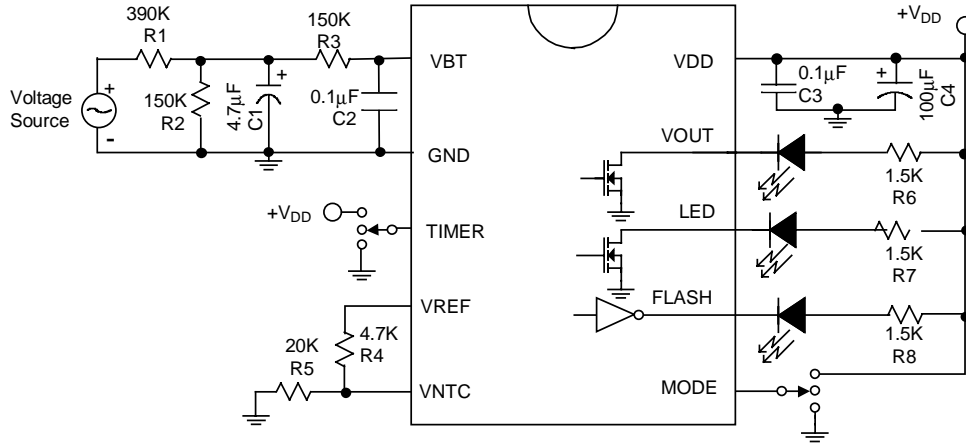 390K
R1
150K
R3
Voltage
Source
+
-
150K
R2
+
4.7µF
C1
0.1µF
C2
VBT
GND
+VDD
TIMER
VREF
4.7K
R4
20K
R5
VNTC
VDD
VOUT
LED
FLASH
MODE
+VDD
0.1µF
C3
+
100µF
C4
1.5K
R6
1.5K
R7
1.5K
R8